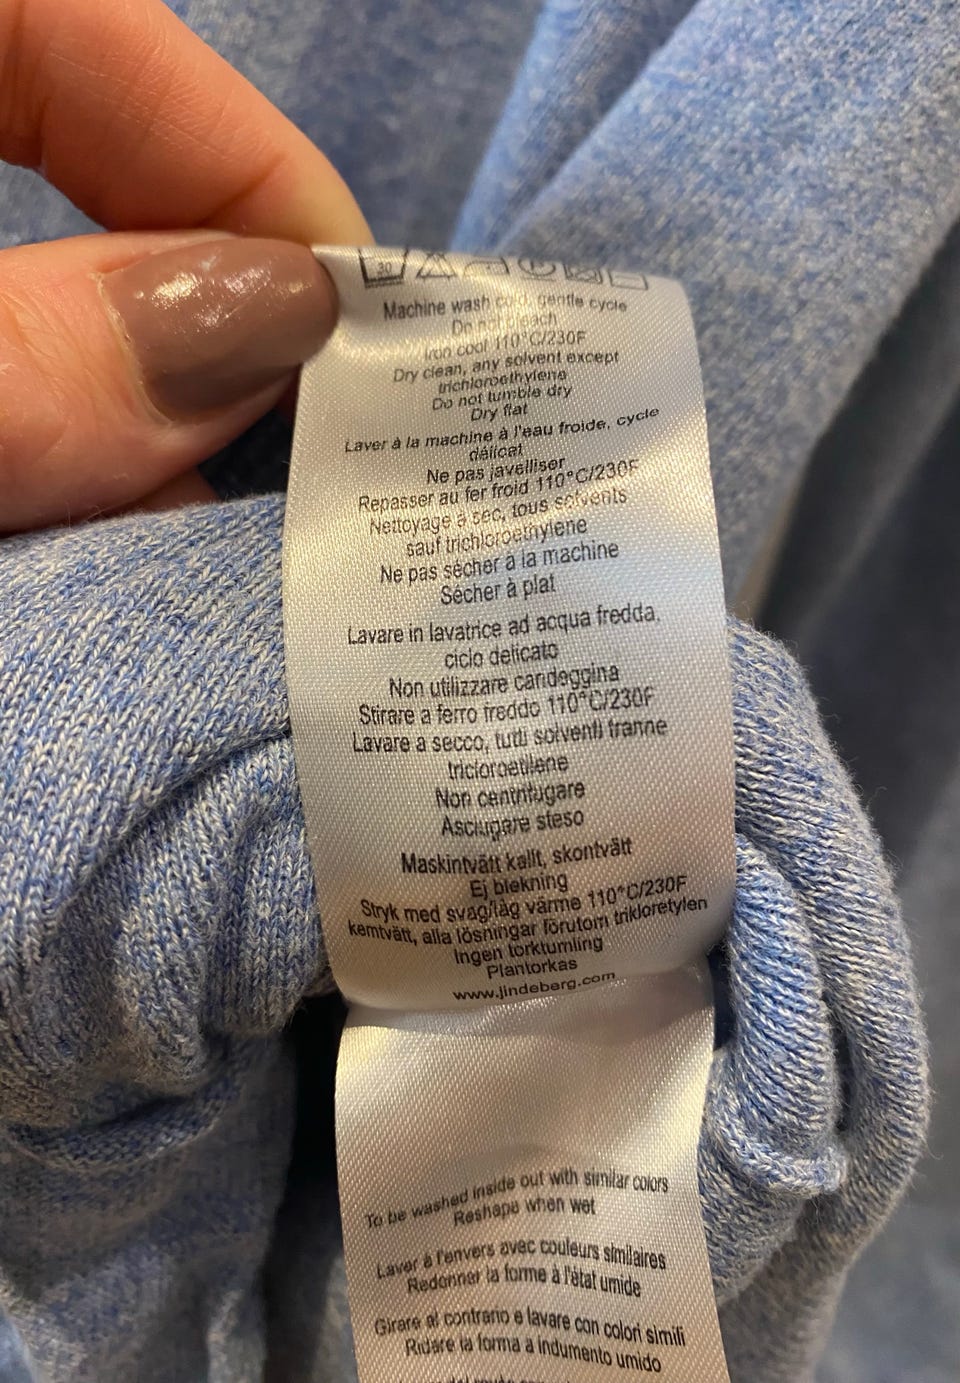 30
Machine wash cold, gentle cycle
Do not bleach
Iron cool 110°C/230F
Dry clean, any solvent except
trichloroethylene
Do not tumble dry
Dry flat
Laver à la machine à l'eau froide, cycle
délicat
Ne pas javelliser
Repasser au fer froid 110°C/230F
Nettoyage à sec, tous solvents
sauf trichloroethylene
Ne pas sécher à la machine
Sécher à plat
Lavare in lavatrice ad acqua fredda,
ciclo delicato
Non utilizzare candeggina
Stirare a ferro freddo 110°C/230F
Lavare a secco, tutti solventi franne
tricloroetilene
Non centrifugare
Asciugare steso
Maskintvätt kallt, skontvätt
Ej blekning
Stryk med svag/låg värme 110°C/230F
kemtvätt, alla lösningar förutom trikloretylen
Ingen torktumling
Plantorkas
www.jlindeberg.com
To be washed inside out with similar colors
Reshape when wet
Laver à l'envers avec couleurs similaires
Redonner la forme à l'état umide
Girare al contrario e lavare con colori simili
Ridare la forma a indumento umido